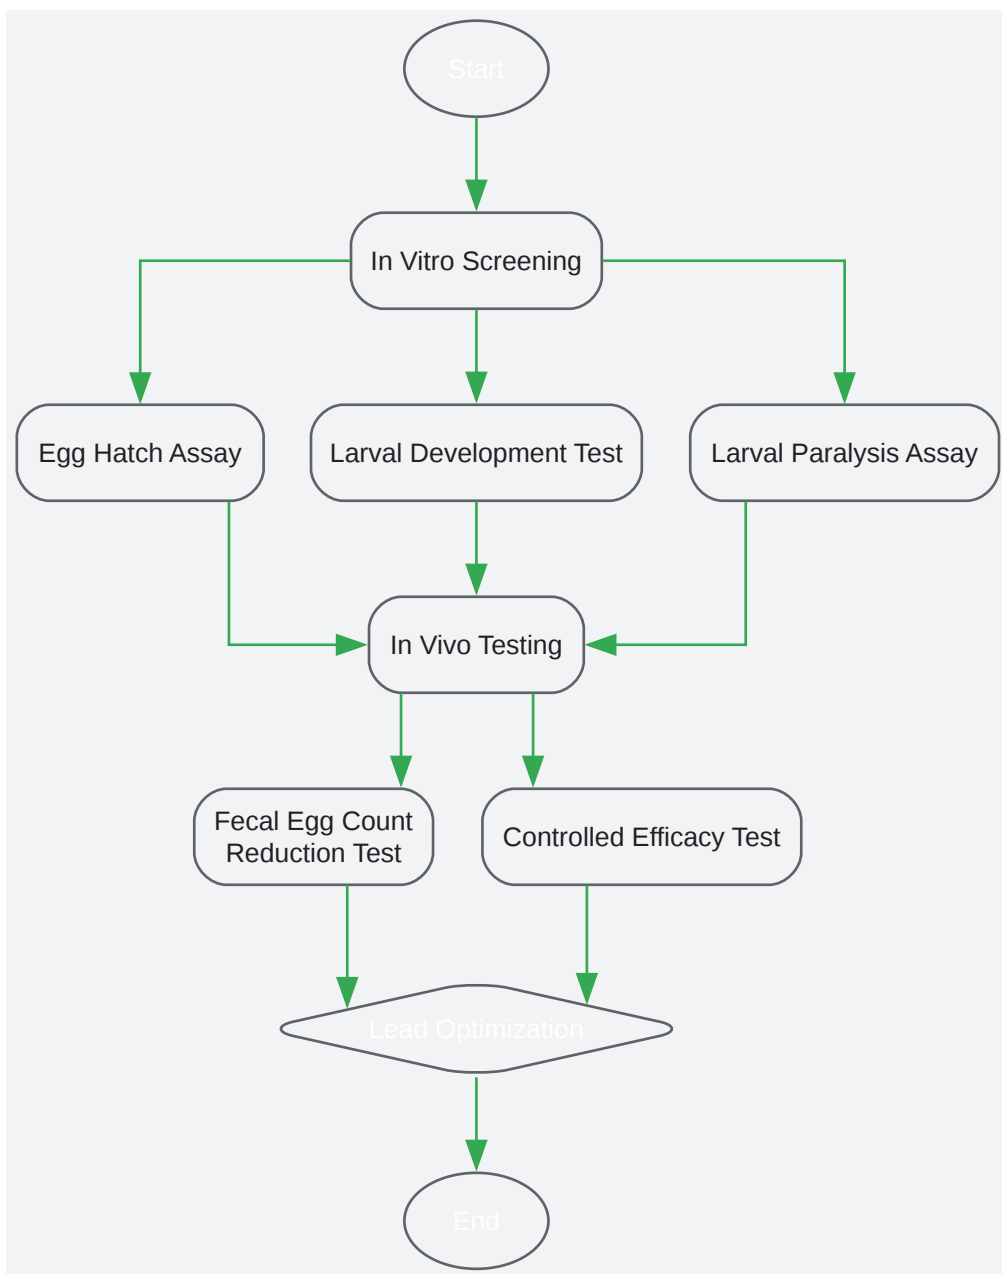 Start
In Vitro Screening
Egg Hatch Assay
Larval Development Test
Larval Paralysis Assay
In Vivo Testing
Fecal Egg Count
Reduction Test
Controlled Efficacy Test
Lead Optimization
End